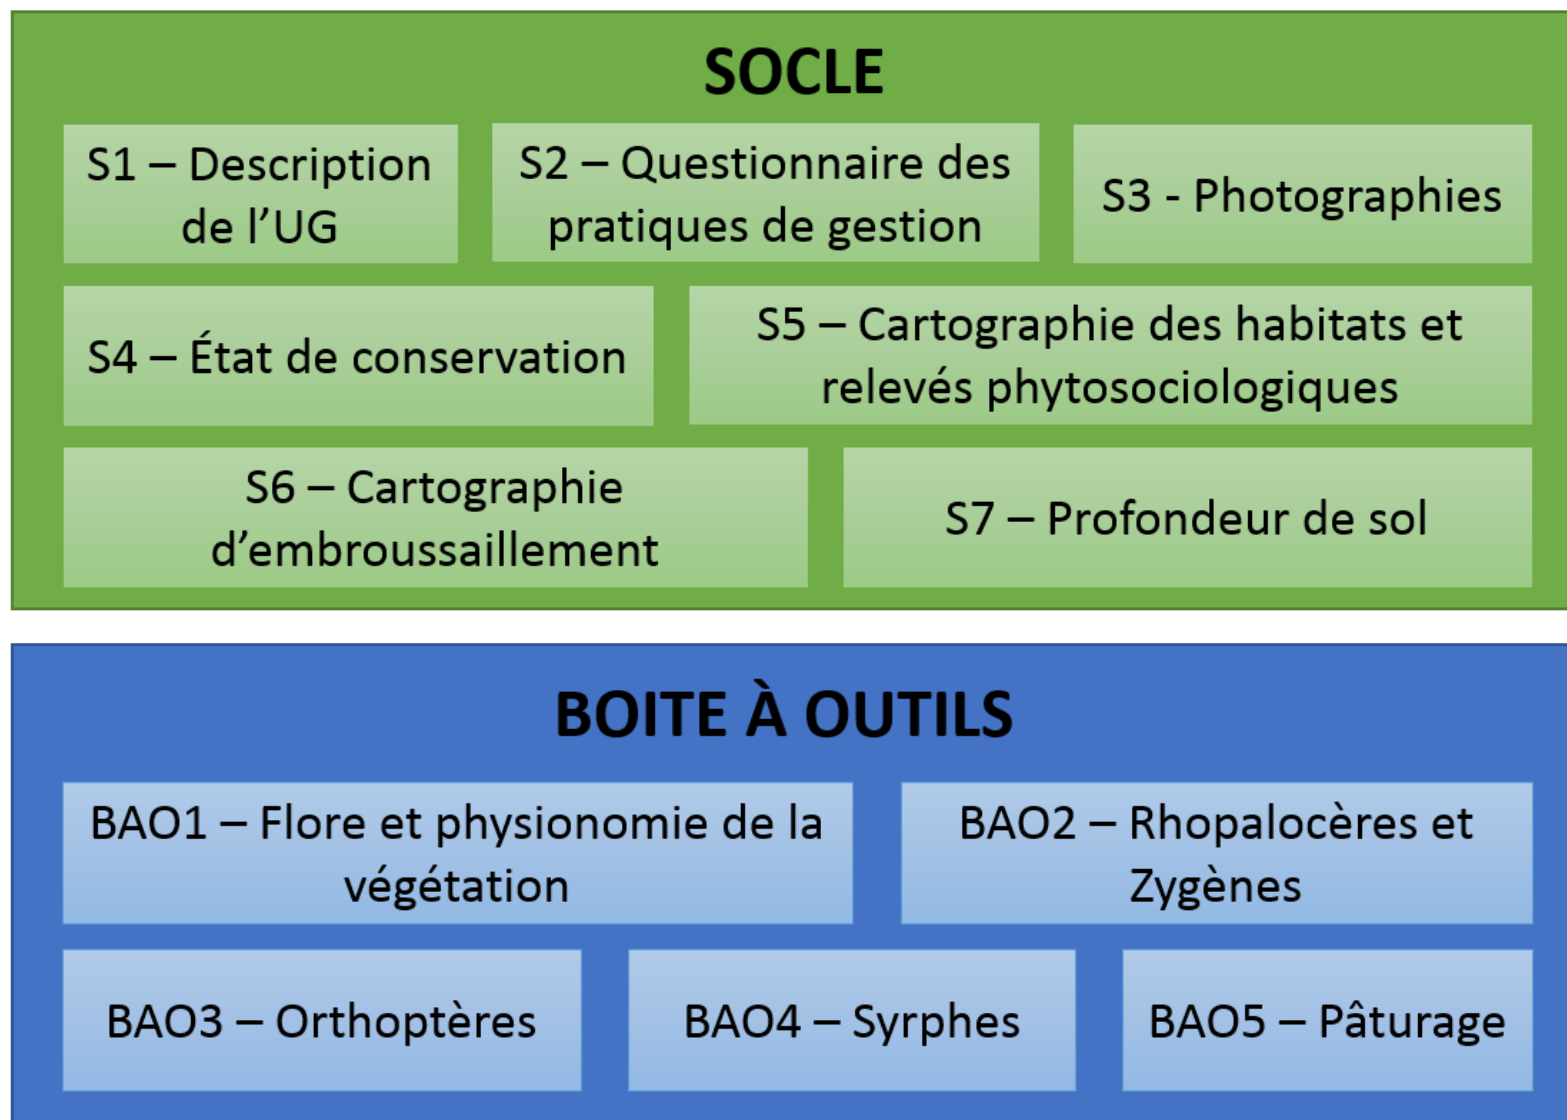 SOCLE
S1 – Description
de l’UG
S2 – Questionnaire des
pratiques de gestion
S3 - Photographies
S4 – État de conservation
S5 – Cartographie des habitats et
relevés phytosociologiques
S6 – Cartographie
d’embroussaillement
S7 – Profondeur de sol
BOITE À OUTILS
BAO1 – Flore et physionomie de la
végétation
BAO2 – Rhopalocères et
Zygènes
BAO3 – Orthoptères
BAO4 – Syrphes
BAO5 – Pâturage